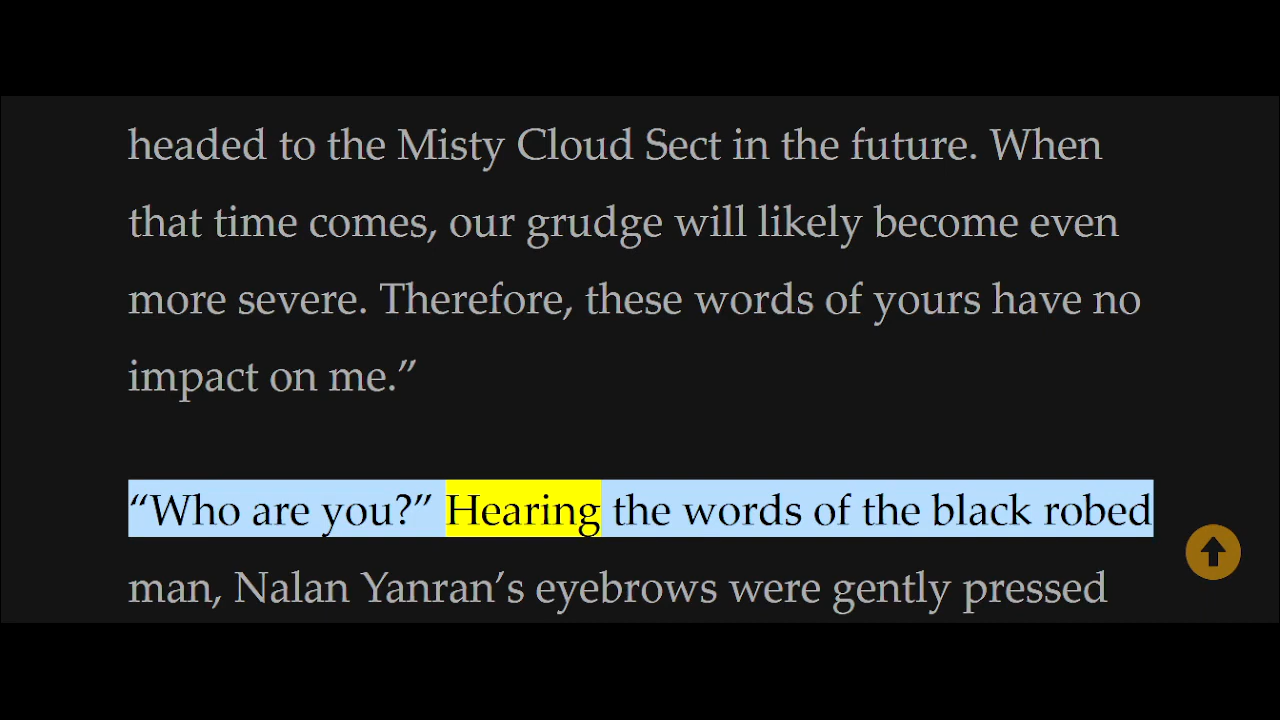 headed to the Misty Cloud Sect in the future. When
that time comes, our grudge will likely become even
more severe. Therefore, these words of yours have no
impact on me.”
“Who are you?” Hearing the words of the black robed
man, Nalan Yanran’s eyebrows were gently pressed